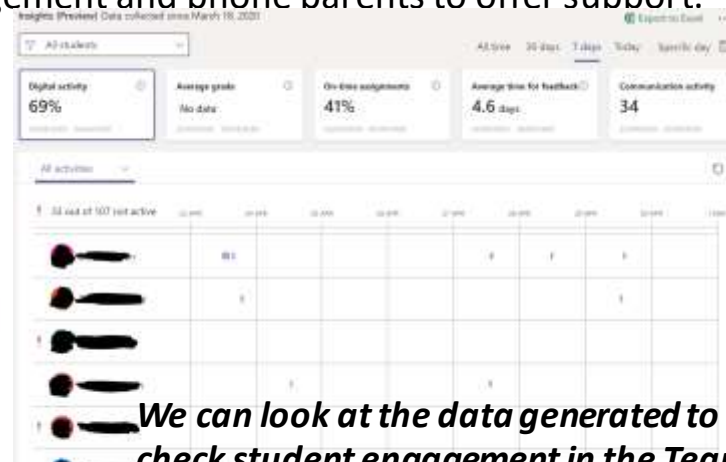 gement and phone parents to offer support.
Insights (Preview) Data collected since March 18, 2020
Export to Excel
All students
All time 30 days 7 days Today Specific day
Digital activity
69%
Average grade
No data
On-time assignments
41%
Average time for feedback
4.6 days
Communication activity
34
All activities
! 33 out of 107 not active
We can look at the data generated to
check student engagement in the Tea